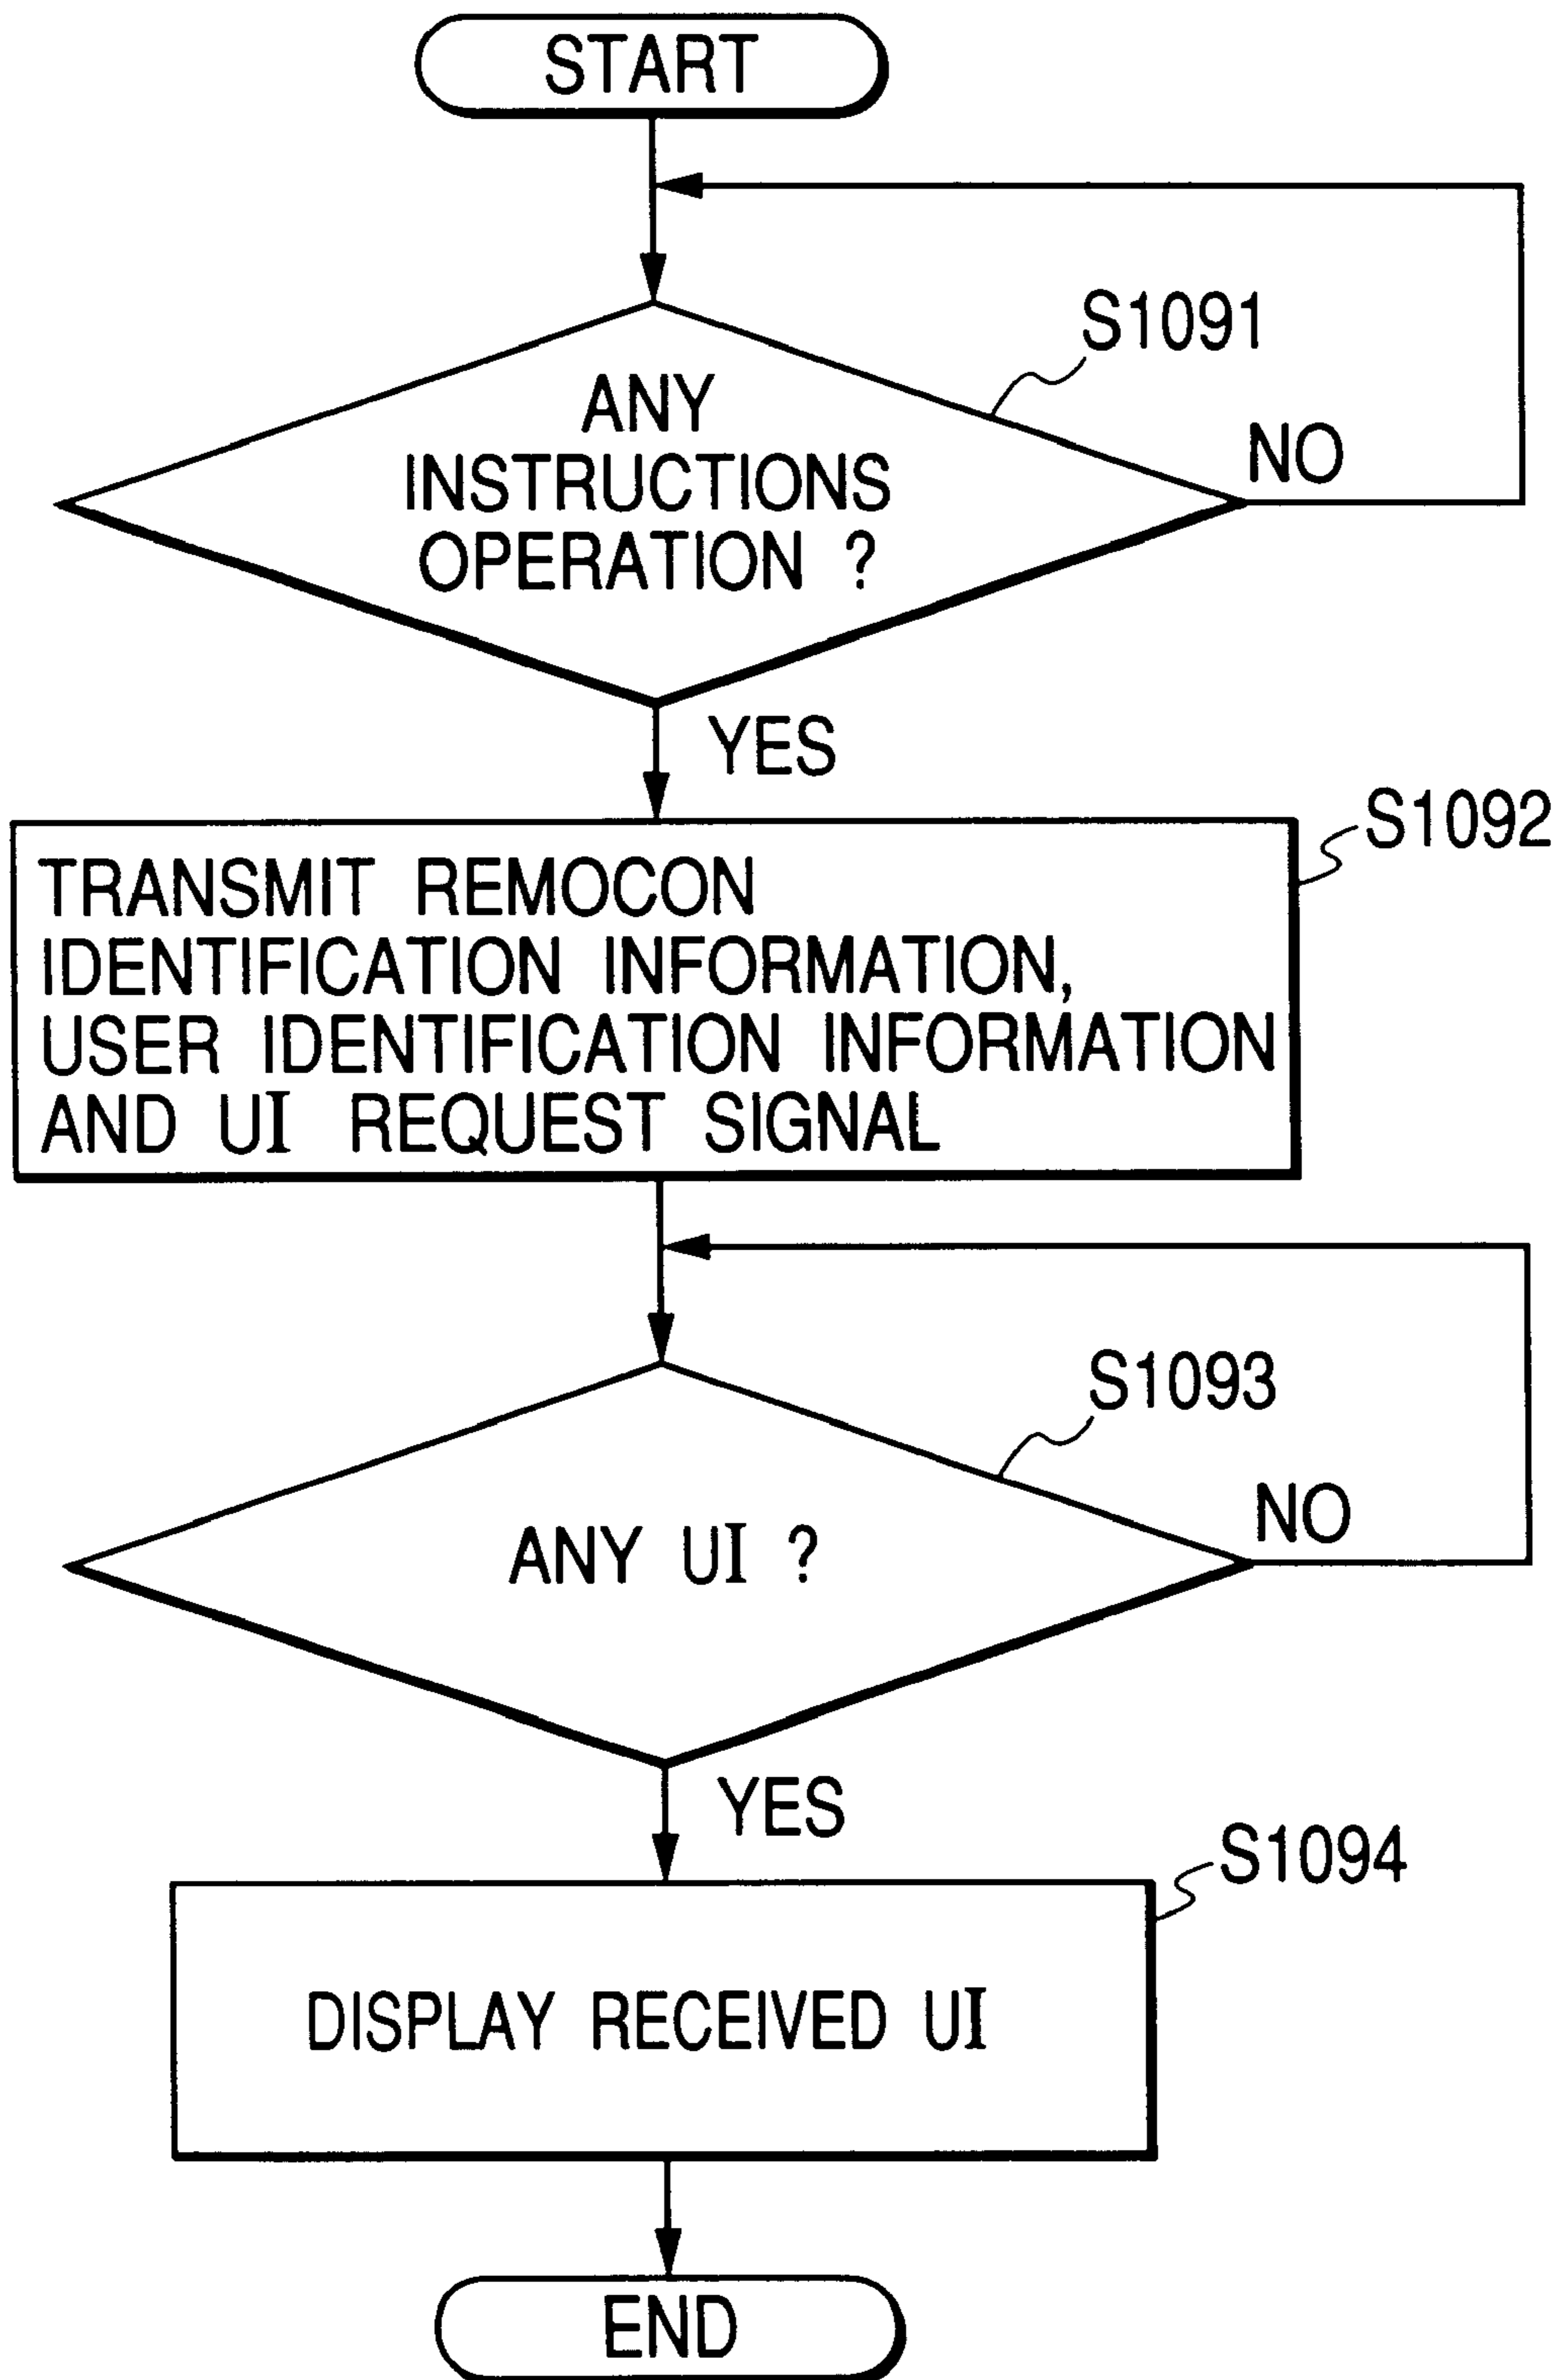 START
S1091
ANY
INSTRUCTIONS
OPERATION ?
NO
YES
S1092
TRANSMIT REMOCON
IDENTIFICATION INFORMATION,
USER IDENTIFICATION INFORMATION
AND UI REQUEST SIGNAL
S1093
ANY UI ?
NO
YES
S1094
DISPLAY RECEIVED UI
END